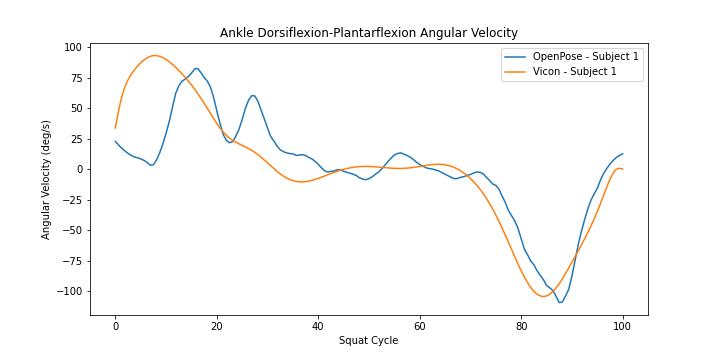 Ankle Dorsiflexion-Plantarflexion Angular Velocity
OpenPose - Subject 1
Vicon - Subject 1
Angular Velocity (deg/s)
100
75
50
25
0
−25
−50
−75
−100
0 20 40 60 80 100
Squat Cycle